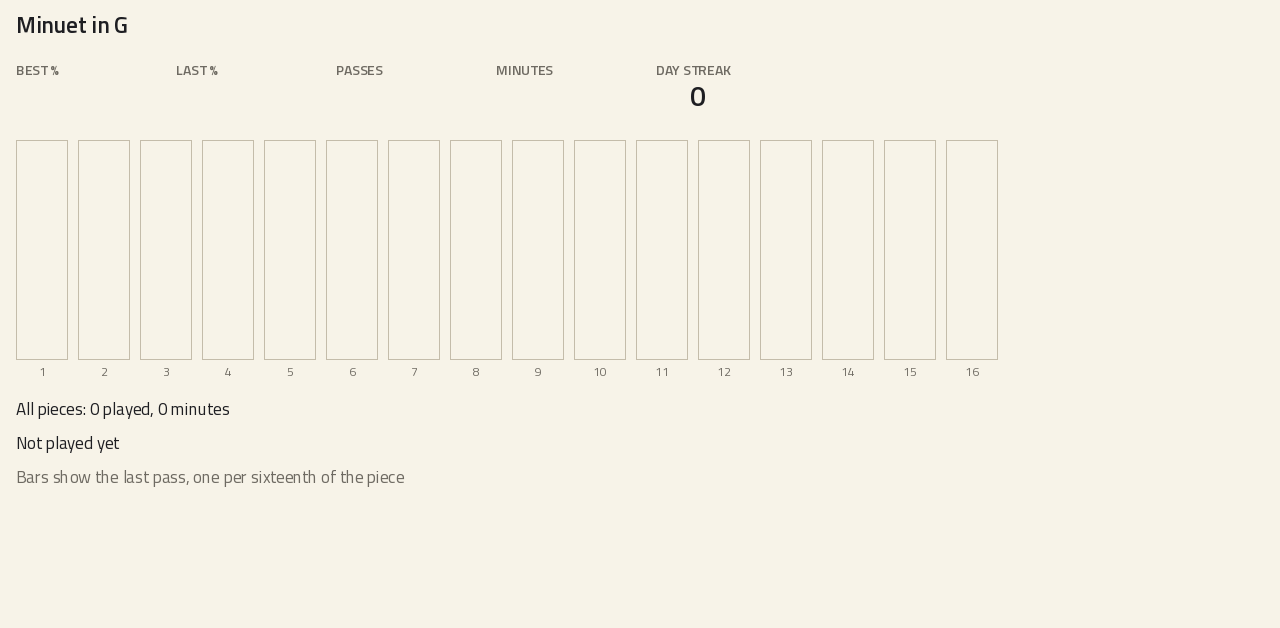 Minuet in G
BEST % LAST % PASSES MINUTES DAY STREAK
0
1 2 3 4 5 6 7 8 9 10 11 12 13 14 15 16
All pieces: 0 played, 0 minutes
Not played yet
Bars show the last pass, one per sixteenth of the piece